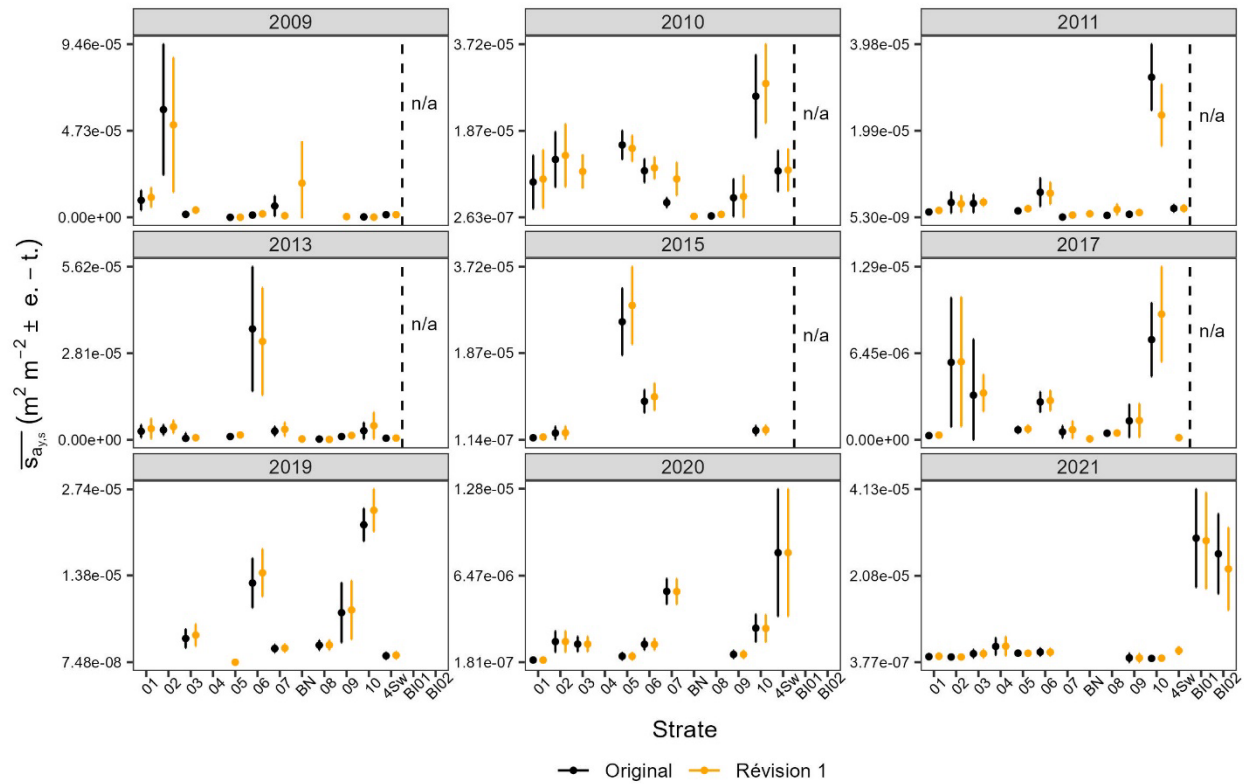 2009 2010 2011
9.46e-05
4.73e-05
0.00e+00
n/a
3.72e-05
1.87e-05
2.63e-07
n/a
3.98e-05
1.99e-05
5.30e-09
n/a
2013 2015 2017
5.62e-05
2.81e-05
0.00e+00
n/a
3.72e-05
1.87e-05
1.14e-07
n/a
1.29e-05
6.45e-06
0.00e+00
n/a
2019 2020 2021
2.74e-05
1.38e-05
7.48e-08
1.28e-05
6.47e-06
1.81e-07
4.13e-05
2.08e-05
3.77e-07
s̅a_y,s (m² m⁻² ± e. − t.)
01 02 03 04 05 06 07 BN 08 09 10 4SW BI01 BI02
01 02 03 04 05 06 07 BN 08 09 10 4SW BI01 BI02
01 02 03 04 05 06 07 BN 08 09 10 4SW BI01 BI02
Strate
Original Révision 1